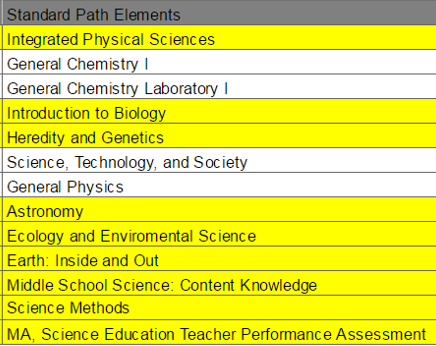 Standard Path Elements
Integrated Physical Sciences
General Chemistry I
General Chemistry Laboratory I
Introduction to Biology
Heredity and Genetics
Science, Technology, and Society
General Physics
Astronomy
Ecology and Enviromental Science
Earth: Inside and Out
Middle School Science: Content Knowledge
Science Methods
MA, Science Education Teacher Performance Assessment